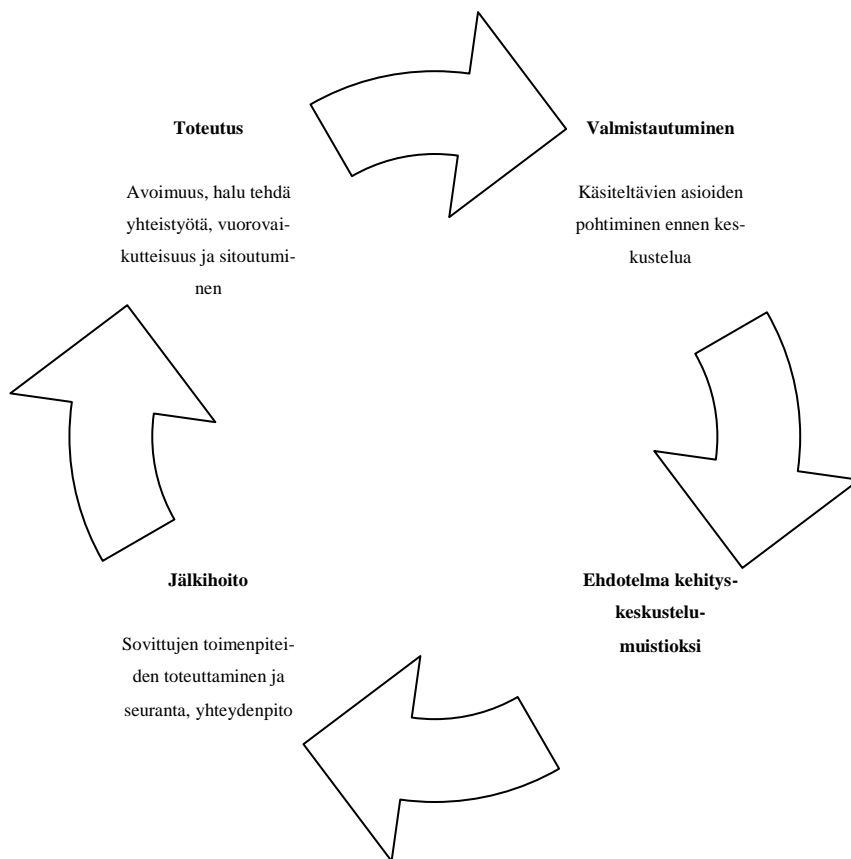 Toteutus
Avoimuus, halu tehdä
yhteistyötä, vuorovai-
kutteisuus ja sitoutumi-
nen
Valmistautuminen
Käsiteltävien asioiden
pohtiminen ennen kes-
kustelua
Jälkihoito
Sovittujen toimenpitei-
den toteuttaminen ja
seuranta, yhteydenpito
Ehdotelma kehitys-
keskustelu-
muistioksi